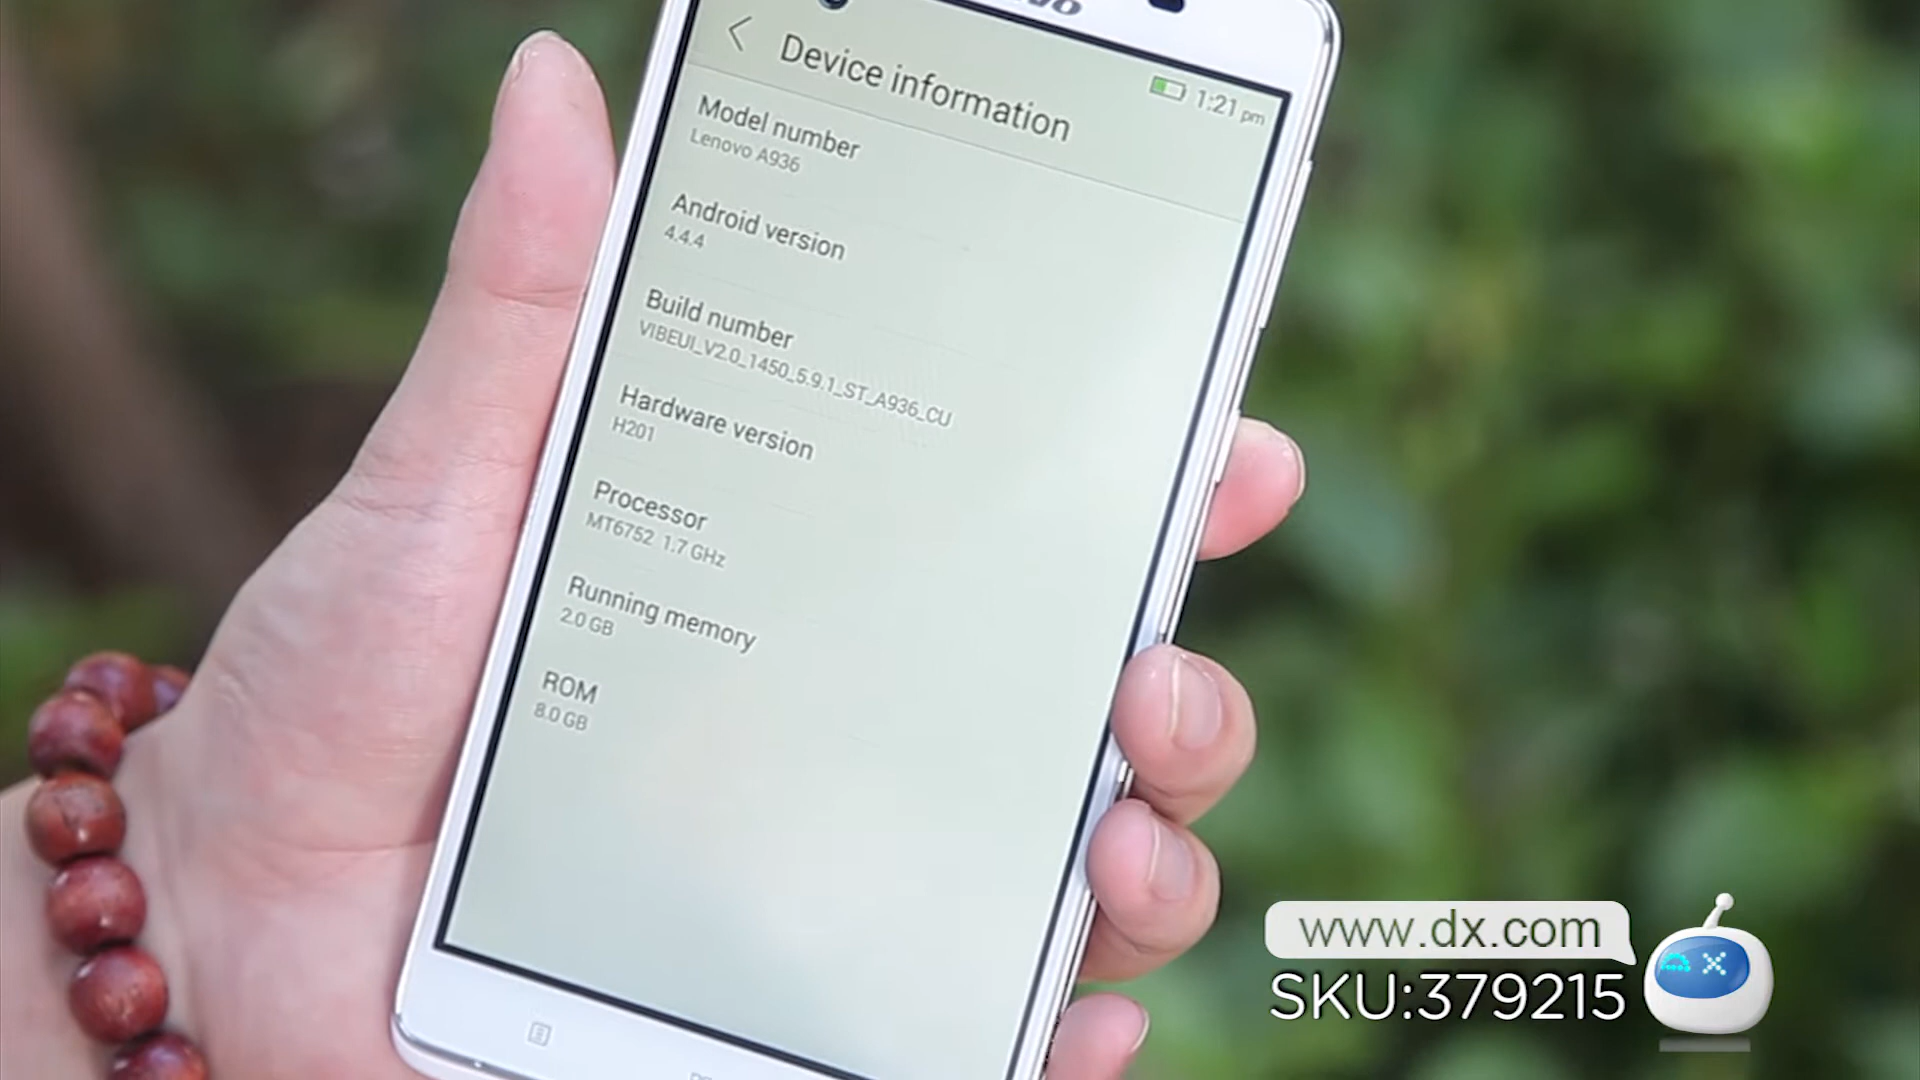 Device information
1:21 pm
Model number
Lenovo A936
Android version
4.4.4
Build number
VIBEUI_V2.0_1450_5.9.1_ST_A936_CU
Hardware version
H201
Processor
MT6752 1.7 GHz
Running memory
2.0 GB
ROM
8.0 GB
www.dx.com
SKU:379215